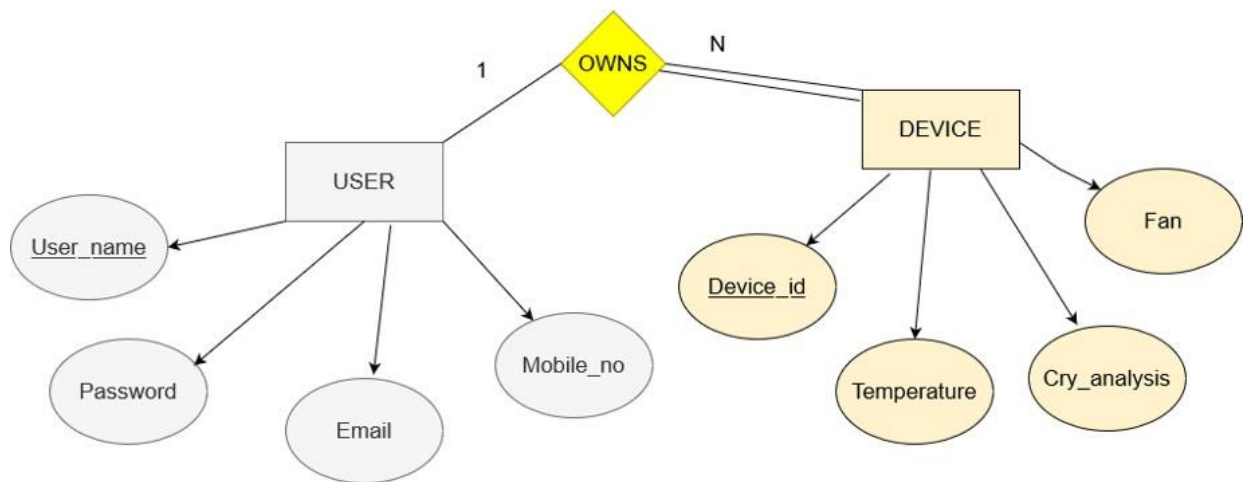 N
1
OWNS
DEVICE
USER
User_name
Fan
Device_id
Mobile_no
Password
Temperature
Cry_analysis
Email